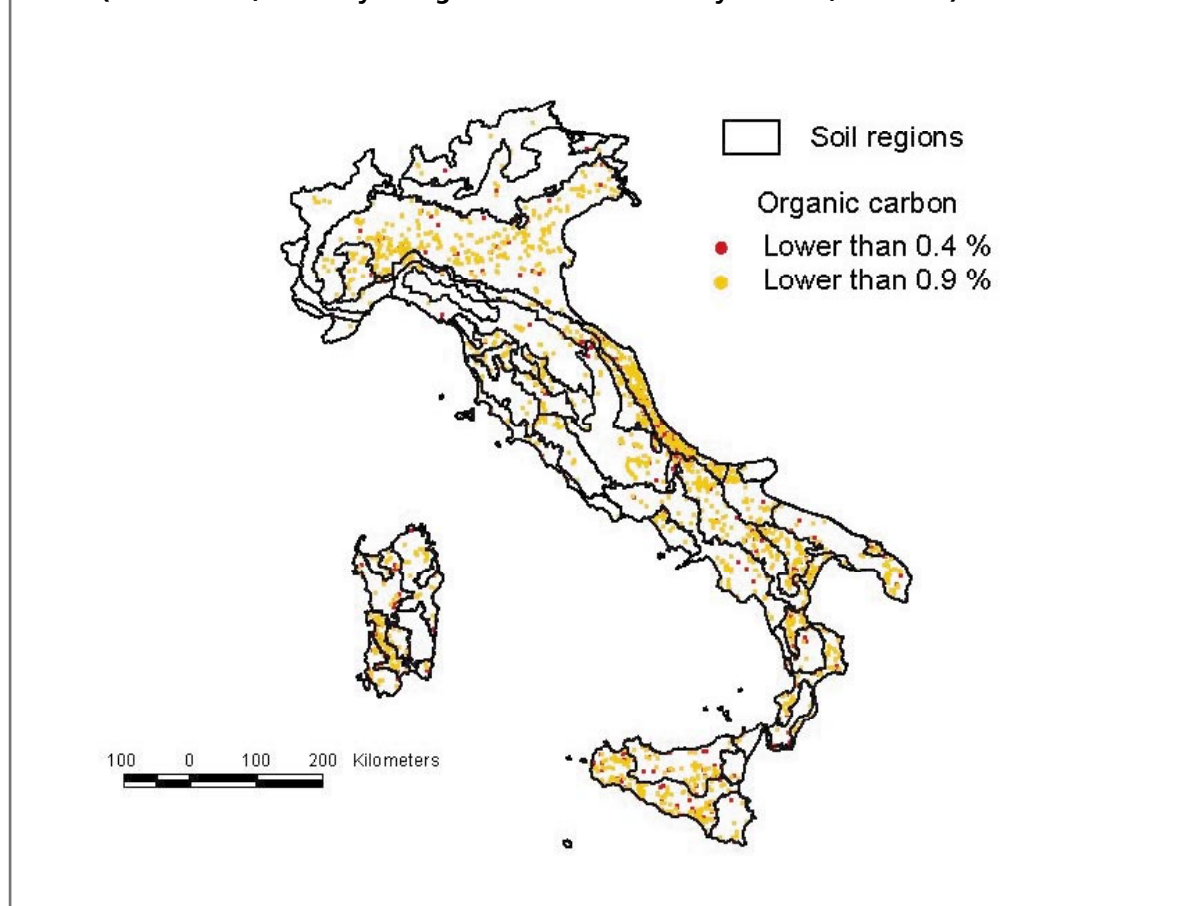 Soil regions
Organic carbon
Lower than 0.4 %
Lower than 0.9 %
100 0 100 200 Kilometers